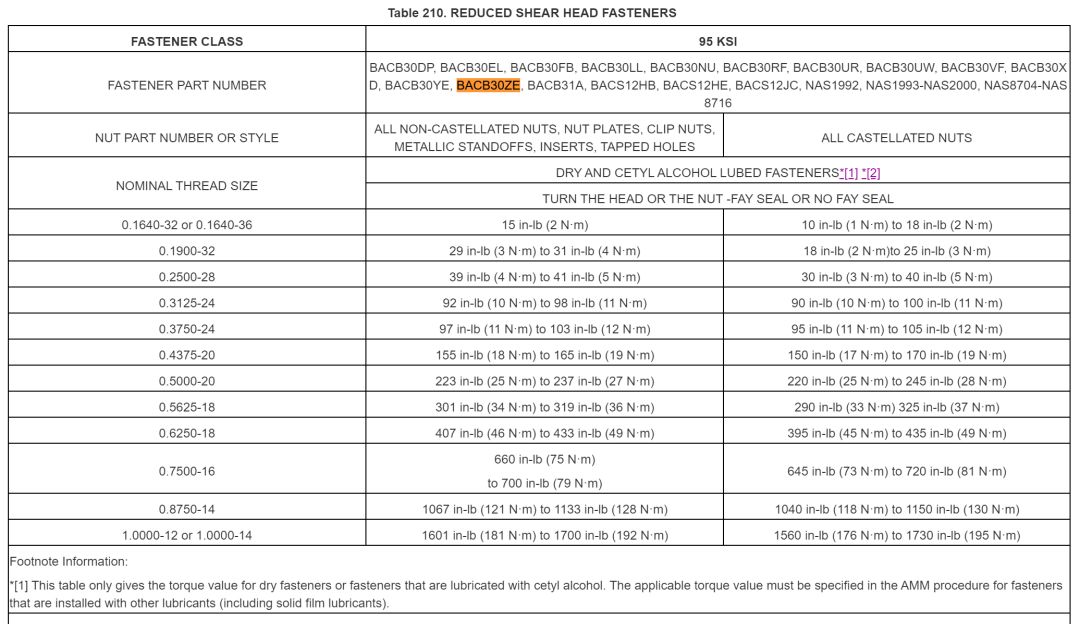 Table 210. REDUCED SHEAR HEAD FASTENERS
FASTENER CLASS
95 KSI
FASTENER PART NUMBER
BACB30DP, BACB30EL, BACB30FB, BACB30LL, BACB30NU, BACB30RF, BACB30UR, BACB30UW, BACB30VF, BACB30X
D, BACB30YE, BACB30ZE, BACB31A, BACS12HB, BACS12HE, BACS12JC, NAS1992, NAS1993-NAS2000, NAS8704-NAS
8716
NUT PART NUMBER OR STYLE
ALL NON-CASTELLATED NUTS, NUT PLATES, CLIP NUTS,
METALLIC STANDOFFS, INSERTS, TAPPED HOLES
ALL CASTELLATED NUTS
NOMINAL THREAD SIZE
DRY AND CETYL ALCOHOL LUBED FASTENERS*[1] *[2]
TURN THE HEAD OR THE NUT -FAY SEAL OR NO FAY SEAL
0.1640-32 or 0.1640-36
15 in-lb (2 N·m)
10 in-lb (1 N·m) to 18 in-lb (2 N·m)
0.1900-32
29 in-lb (3 N·m) to 31 in-lb (4 N·m)
18 in-lb (2 N·m)to 25 in-lb (3 N·m)
0.2500-28
39 in-lb (4 N·m) to 41 in-lb (5 N·m)
30 in-lb (3 N·m) to 40 in-lb (5 N·m)
0.3125-24
92 in-lb (10 N·m) to 98 in-lb (11 N·m)
90 in-lb (10 N·m) to 100 in-lb (11 N·m)
0.3750-24
97 in-lb (11 N·m) to 103 in-lb (12 N·m)
95 in-lb (11 N·m) to 105 in-lb (12 N·m)
0.4375-20
155 in-lb (18 N·m) to 165 in-lb (19 N·m)
150 in-lb (17 N·m) to 170 in-lb (19 N·m)
0.5000-20
223 in-lb (25 N·m) to 237 in-lb (27 N·m)
220 in-lb (25 N·m) to 245 in-lb (28 N·m)
0.5625-18
301 in-lb (34 N·m) to 319 in-lb (36 N·m)
290 in-lb (33 N·m) 325 in-lb (37 N·m)
0.6250-18
407 in-lb (46 N·m) to 433 in-lb (49 N·m)
395 in-lb (45 N·m) to 435 in-lb (49 N·m)
0.7500-16
660 in-lb (75 N·m)
to 700 in-lb (79 N·m)
645 in-lb (73 N·m) to 720 in-lb (81 N·m)
0.8750-14
1067 in-lb (121 N·m) to 1133 in-lb (128 N·m)
1040 in-lb (118 N·m) to 1150 in-lb (130 N·m)
1.0000-12 or 1.0000-14
1601 in-lb (181 N·m) to 1700 in-lb (192 N·m)
1560 in-lb (176 N·m) to 1730 in-lb (195 N·m)
Footnote Information:
*[1] This table only gives the torque value for dry fasteners or fasteners that are lubricated with cetyl alcohol. The applicable torque value must be specified in the AMM procedure for fasteners
that are installed with other lubricants (including solid film lubricants).